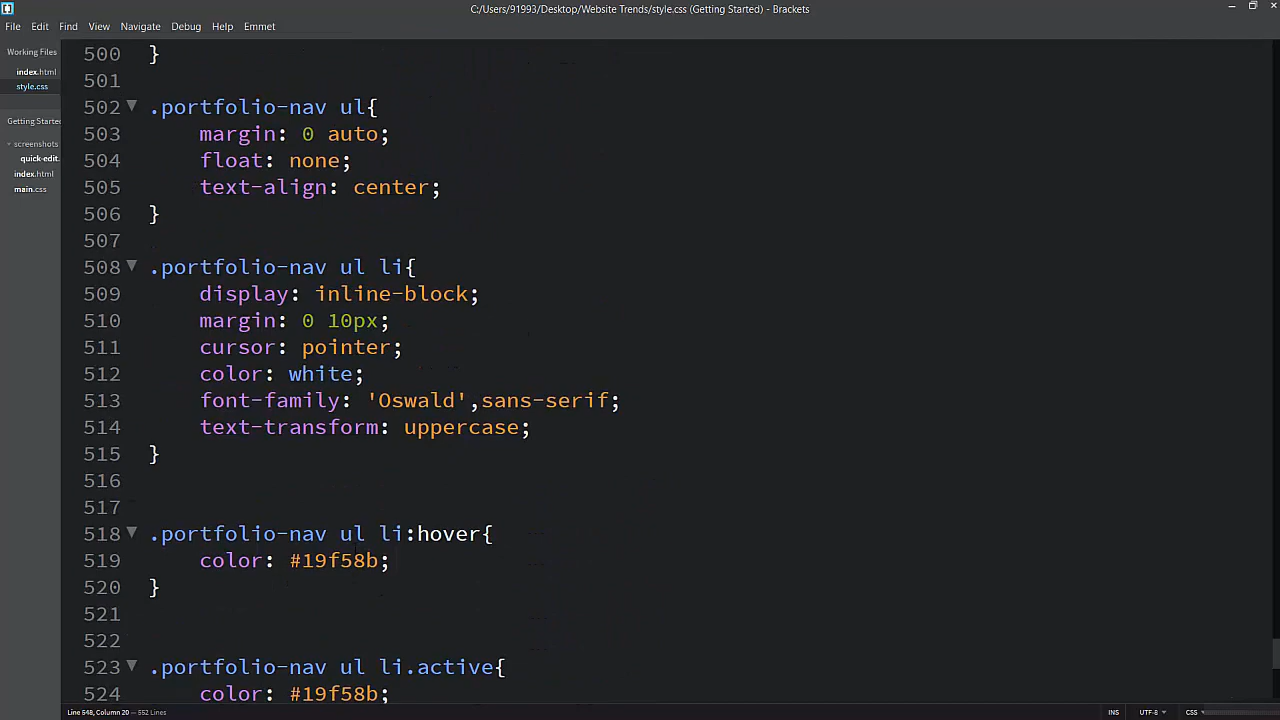 C:/Users/91993/Desktop/Website Trends/style.css (Getting Started) - Brackets
File Edit Find View Navigate Debug Help Emmet
Working Files
index.html
style.css
Getting Started
screenshots
quick-edit.
index.html
main.css
500 }
501
502 .portfolio-nav ul{
503 margin: 0 auto;
504 float: none;
505 text-align: center;
506 }
507
508 .portfolio-nav ul li{
509 display: inline-block;
510 margin: 0 10px;
511 cursor: pointer;
512 color: white;
513 font-family: 'Oswald',sans-serif;
514 text-transform: uppercase;
515 }
516
517
518 .portfolio-nav ul li:hover{
519 color: #19f58b;
520 }
521
522
523 .portfolio-nav ul li.active{
524 color: #19f58b;
Line 548, Column 20 — 552 Lines
INS UTF-8 CSS